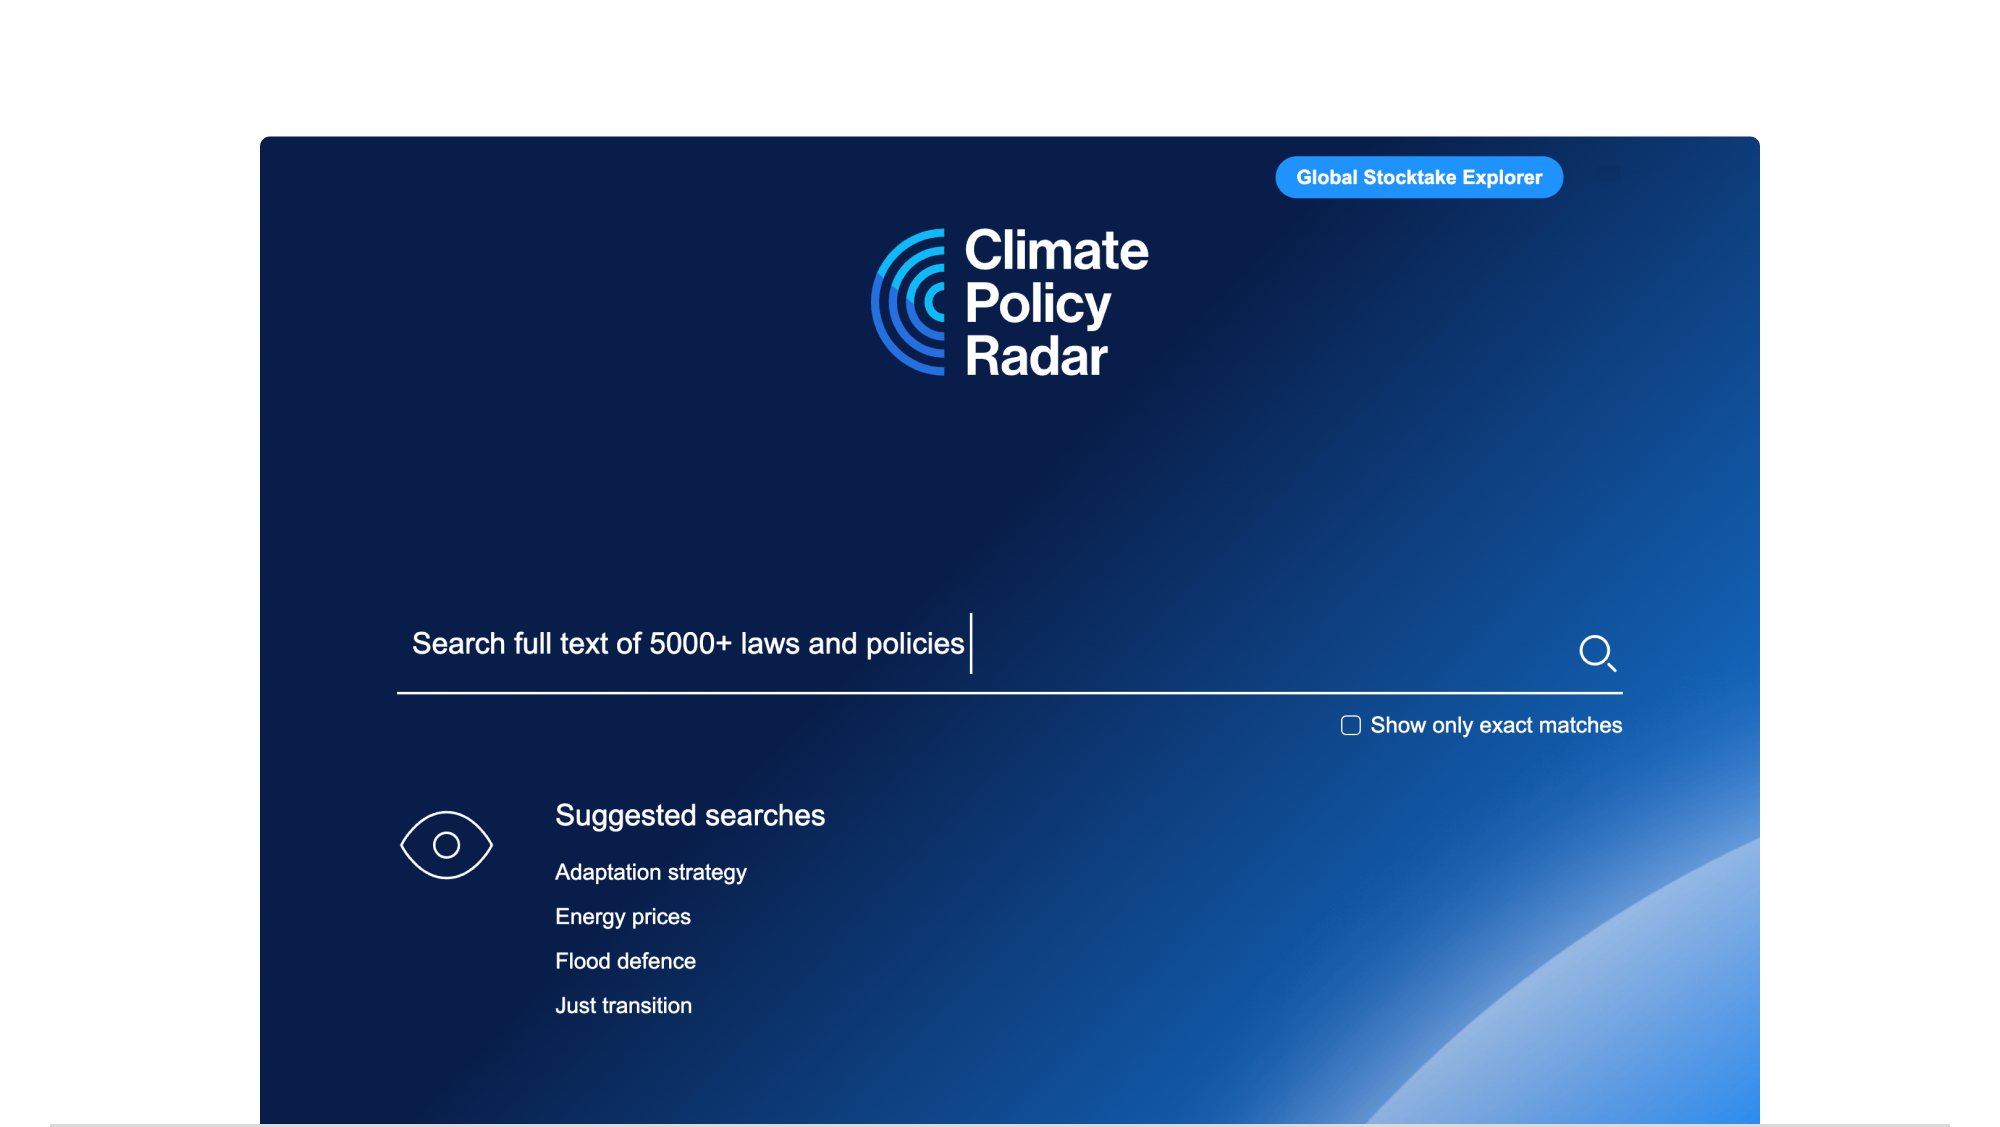 Global Stocktake Explorer
Climate
Policy
Radar
Search full text of 5000+ laws and policies
Show only exact matches
Suggested searches
Adaptation strategy
Energy prices
Flood defence
Just transition